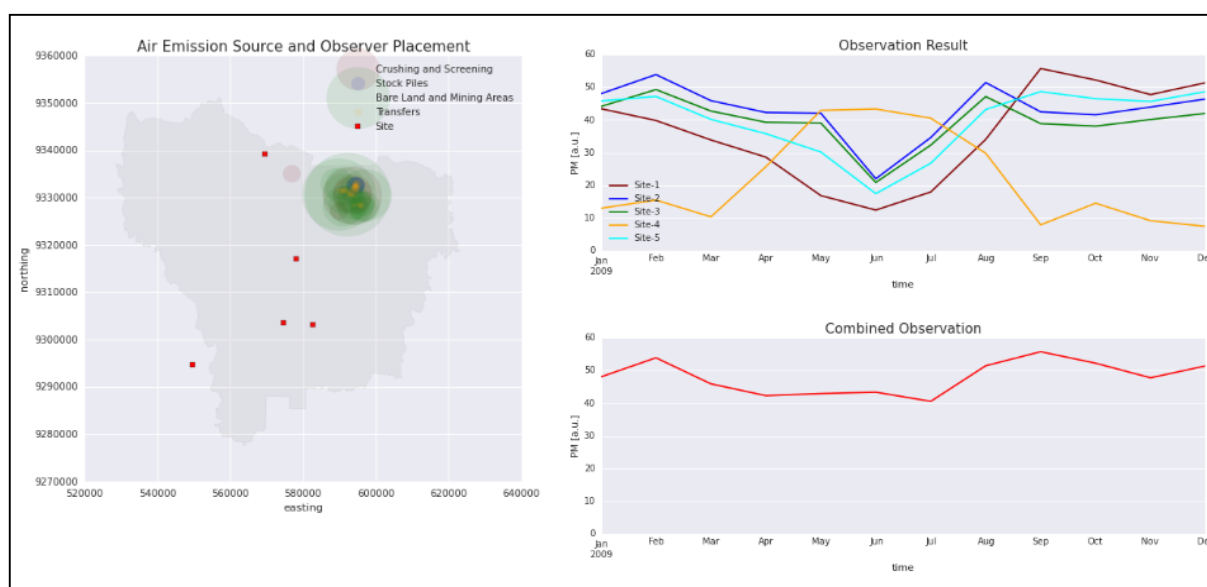 Air Emission Source and Observer Placement
9360000
9350000
9340000
9330000
9320000
9310000
9300000
9290000
9280000
9270000
northing
520000 540000 560000 580000 600000 620000 640000
easting
Crushing and Screening
Stock Piles
Bare Land and Mining Areas
Transfers
Site
Observation Result
60
50
40
30
20
10
0
PM [a.u.]
Site-1
Site-2
Site-3
Site-4
Site-5
Jan Feb Mar Apr May Jun Jul Aug Sep Oct Nov De
2009
time
Combined Observation
60
50
40
30
20
10
0
PM [a.u.]
Jan Feb Mar Apr May Jun Jul Aug Sep Oct Nov De
2009
time